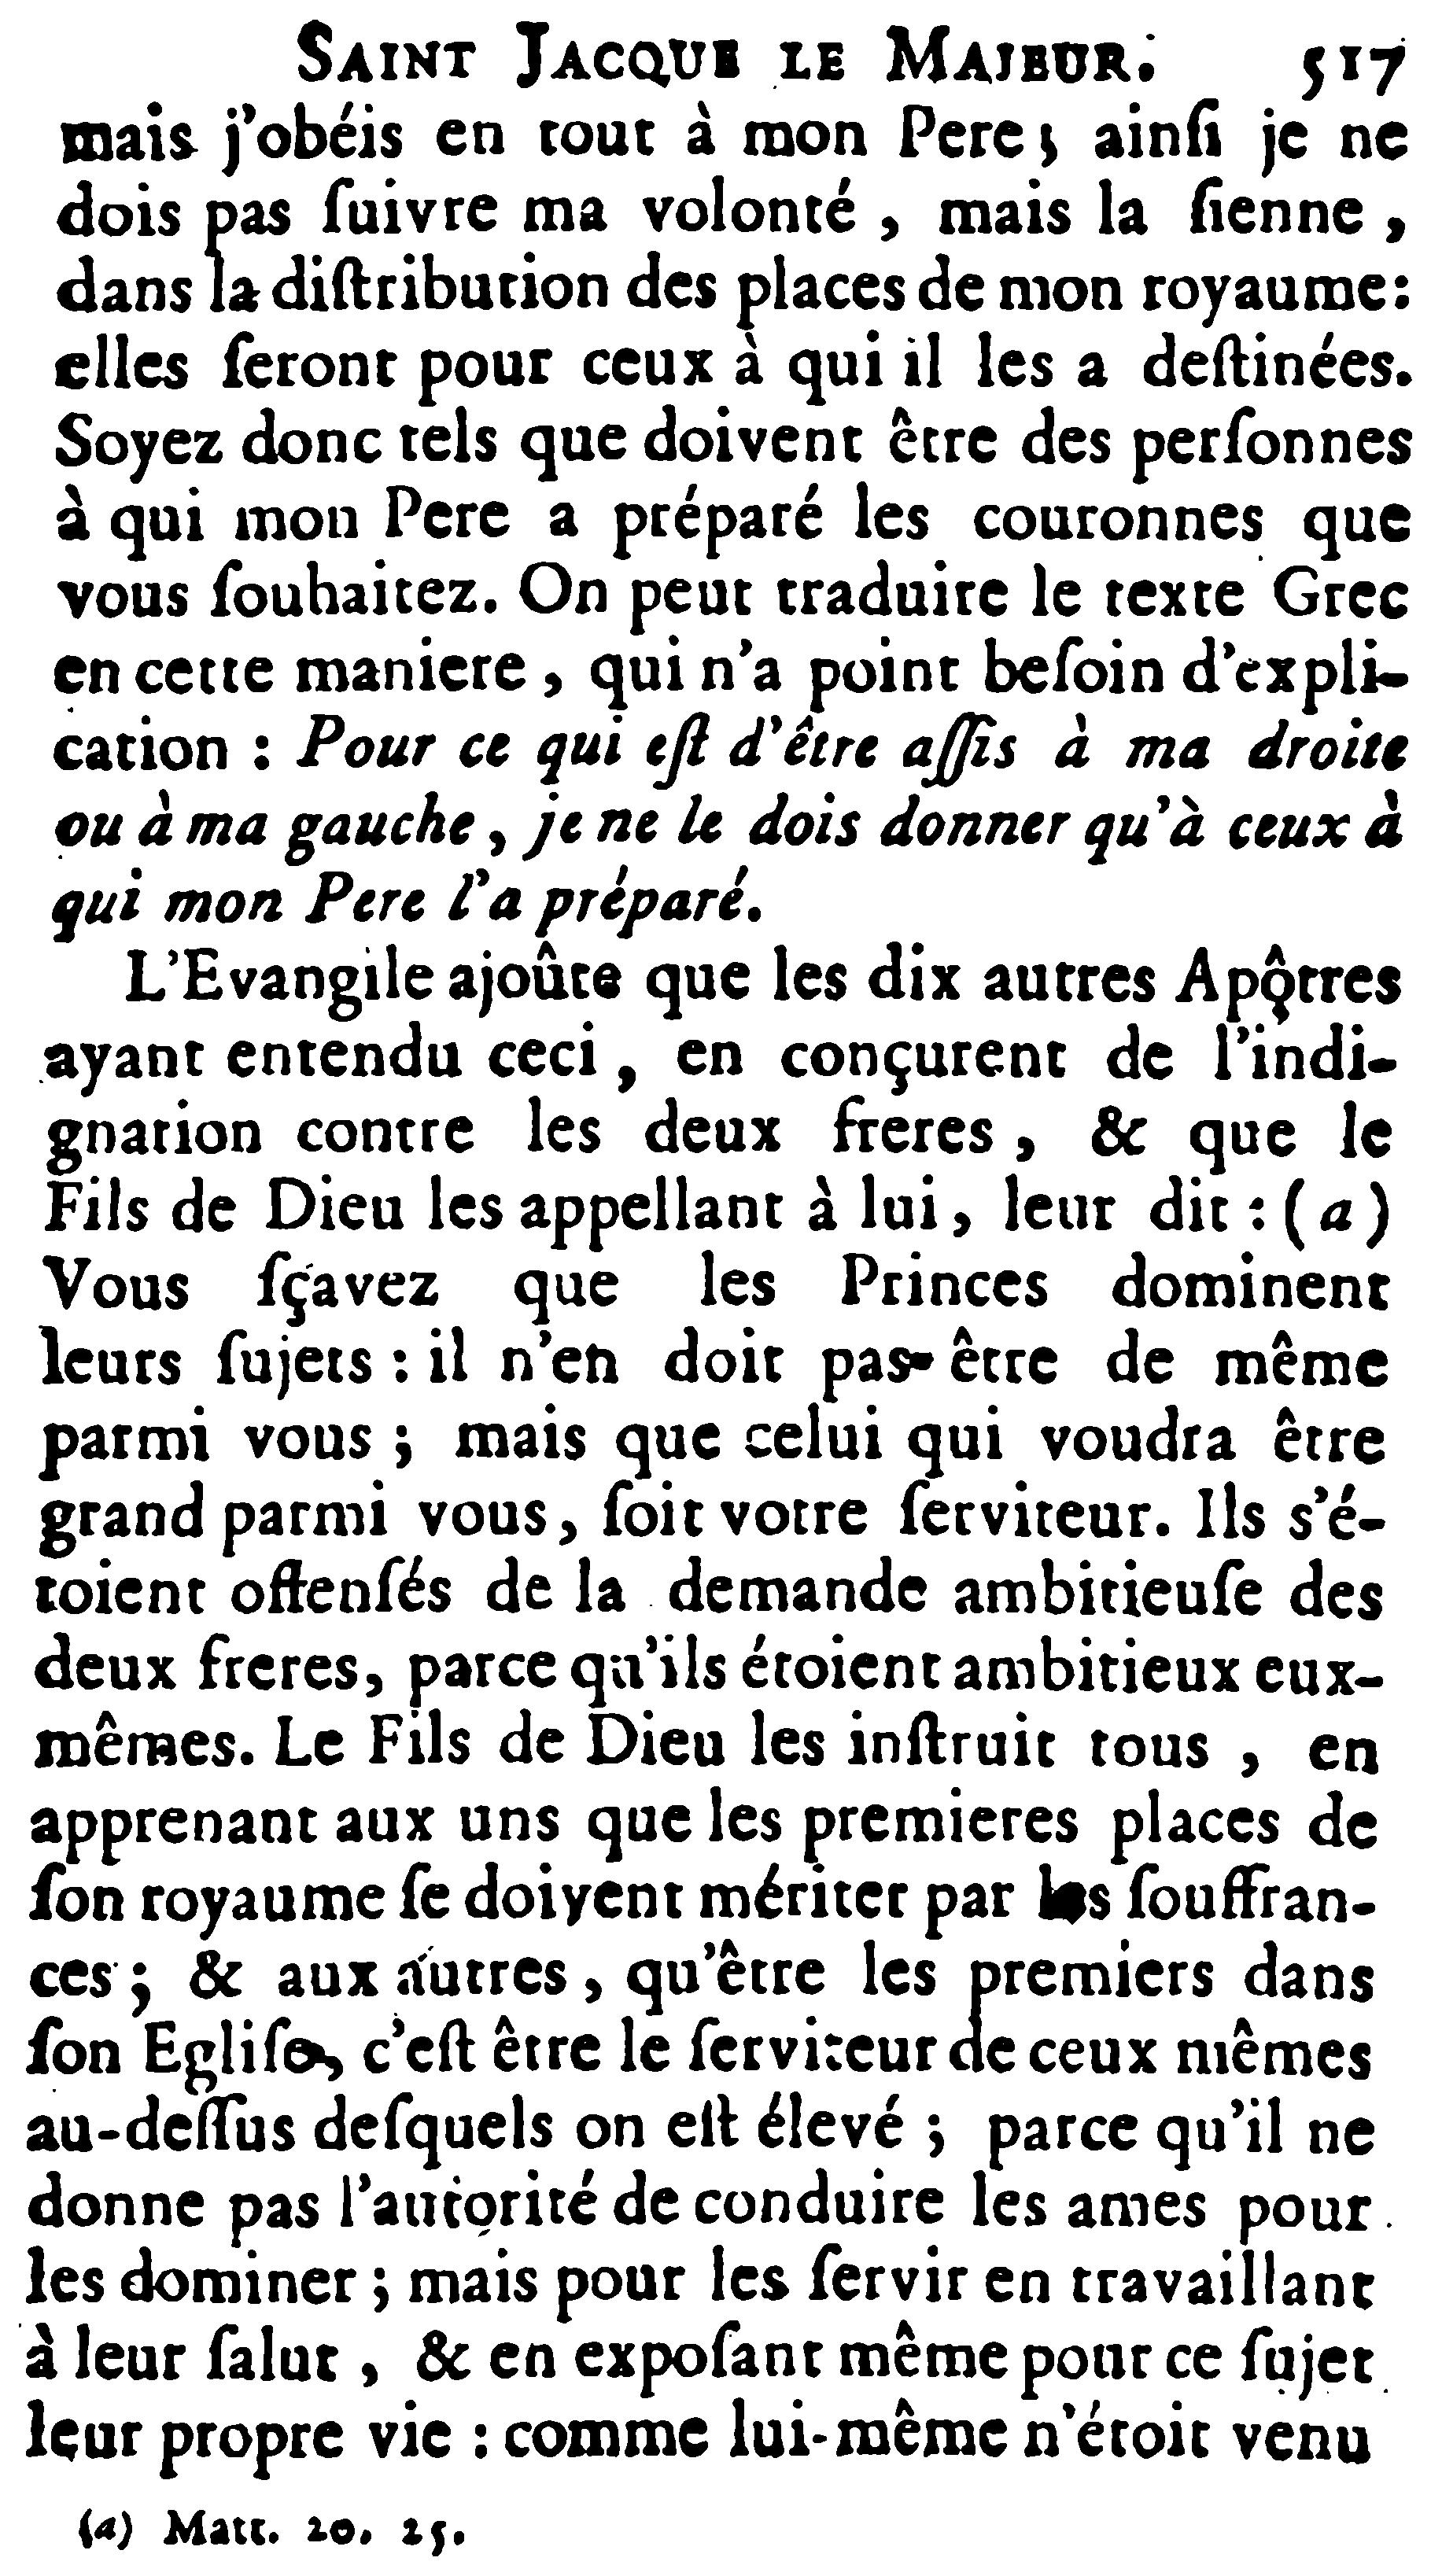 SAINT JACQUE LE MAJEUR. 517
mais j'obéis en tout à mon Pere; ainſi je ne
dois pas ſuivre ma volonté , mais la ſienne ,
dans la diſtribution des places de mon royaume:
elles ſeront pour ceux à qui il les a deſtinées.
Soyez donc tels que doivent être des perſonnes
à qui mon Pere a préparé les couronnes que
vous ſouhaitez. On peut traduire le texte Grec
en cette maniere , qui n'a point beſoin d'expli-
cation : Pour ce qui eſt d'être aſſis à ma droite
ou à ma gauche , je ne le dois donner qu'à ceux à
qui mon Pere l'a préparé.
L'Evangile ajoûte que les dix autres Apôtres
ayant entendu ceci , en conçurent de l'indi-
gnation contre les deux freres , & que le
Fils de Dieu les appellant à lui, leur dit : (a)
Vous ſçavez que les Princes dominent
leurs ſujets : il n'en doit pas être de même
parmi vous ; mais que celui qui voudra être
grand parmi vous, ſoit votre ſerviteur. Ils s'é-
toient offenſés de la demande ambitieuſe des
deux freres, parce qu'ils étoient ambitieux eux-
mêmes. Le Fils de Dieu les inſtruit tous , en
apprenant aux uns que les premieres places de
ſon royaume ſe doivent mériter par les ſouffran-
ces ; & aux autres , qu'être les premiers dans
ſon Egliſe, c'eſt être le ſerviteur de ceux mêmes
au-deſſus deſquels on eſt élevé ; parce qu'il ne
donne pas l'autorité de conduire les ames pour
les dominer ; mais pour les ſervir en travaillant
à leur ſalut , & en expoſant même pour ce ſujet
leur propre vie : comme lui-même n'étoit venu
(a) Matt. 20. 25.